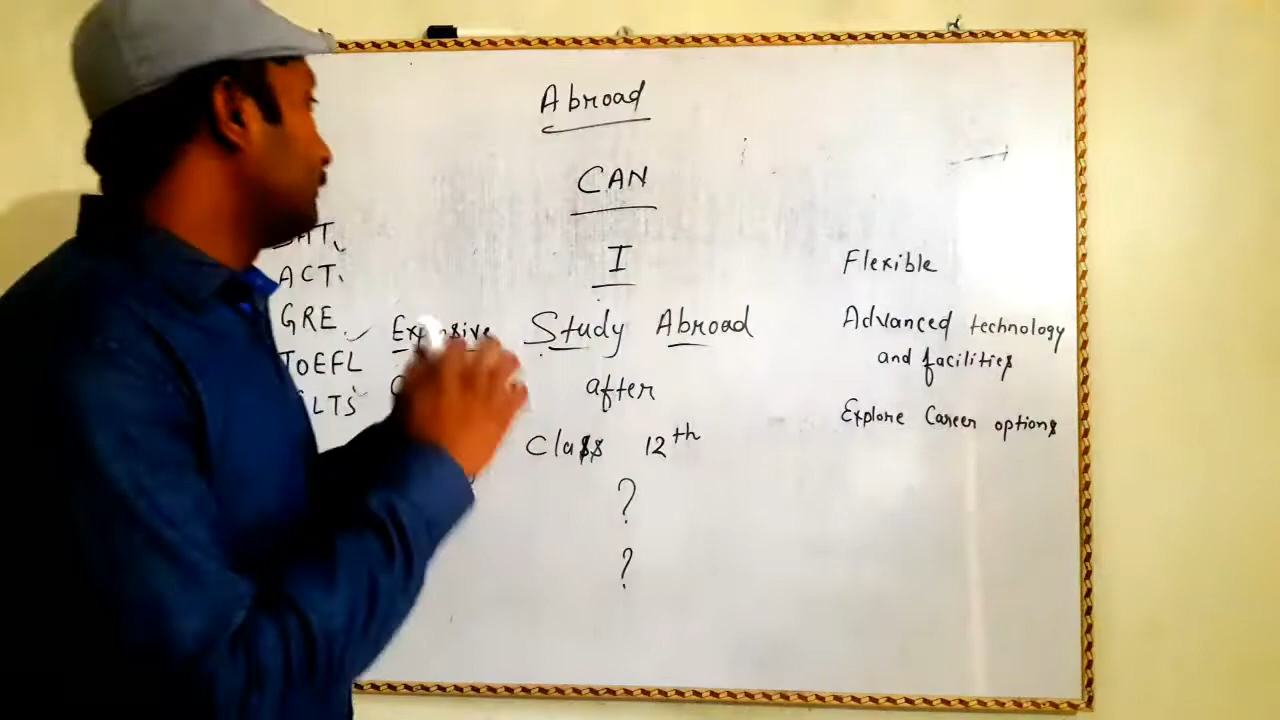 Abroad
CAN
I
Study Abroad
after
Class 12th
?
?
ACT
GRE
TOEFL
Flexible
Advanced technology
and facilities
Explore Career options